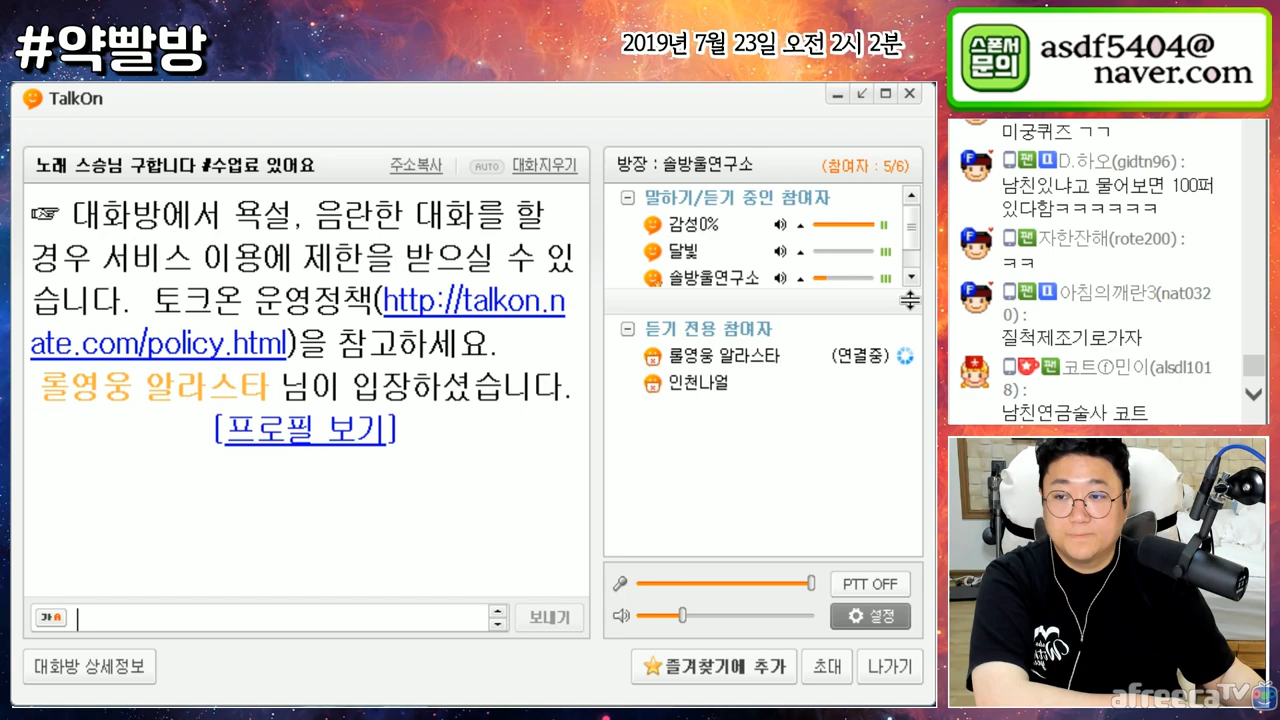 #약빨방
2019년 7월 23일 오전 2시 2분
스폰서
문의
asdf5404@
naver.com
TalkOn
노래 스승님 구합니다 #수업료 있어요
주소복사
AUTO
대화지우기
☞ 대화방에서 욕설, 음란한 대화를 할
경우 서비스 이용에 제한을 받으실 수 있
습니다. 토크온 운영정책(http://talkon.n
ate.com/policy.html)을 참고하세요.
롤영웅 알라스타 님이 입장하셨습니다.
[프로필 보기]
가
보내기
대화방 상세정보
방장 : 솔방울연구소
(참여자 : 5/6)
말하기/듣기 중인 참여자
감성0%
달빛
솔방울연구소
듣기 전용 참여자
롤영웅 알라스타 (연결중)
인천나얼
PTT OFF
설정
즐겨찾기에 추가
초대
나가기
미궁퀴즈 ㄱㄱ
팬 D.하오(gidtn96) :
남친있냐고 물어보면 100퍼
있다함ㅋㅋㅋㅋㅋㅋ
팬 자한잔해(rote200) :
ㅋㅋ
팬 아침의깨란3(nat032
0) :
질척제조기로가자
팬 코트ⓕ민이(alsdl101
8) :
남친연금술사 코트
afreecaTV